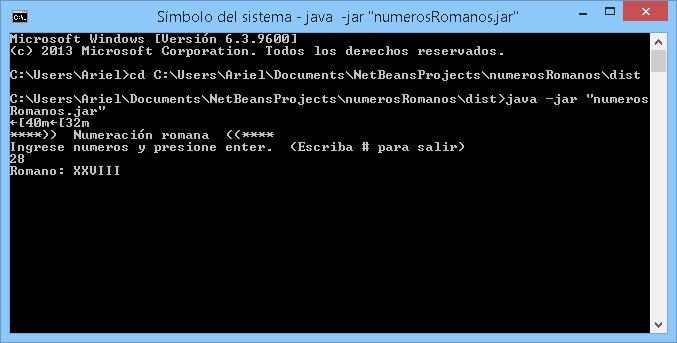 Símbolo del sistema - java -jar "numerosRomanos.jar"
Microsoft Windows [Versión 6.3.9600]
(c) 2013 Microsoft Corporation. Todos los derechos reservados.
C:\Users\Ariel>cd C:\Users\Ariel\Documents\NetBeansProjects\numerosRomanos\dist
C:\Users\Ariel\Documents\NetBeansProjects\numerosRomanos\dist>java -jar "numeros
Romanos.jar"
←[40m←[32m
****))  Numeración romana  ((****
Ingrese numeros y presione enter.  (Escriba # para salir)
28
Romano: XXVIII